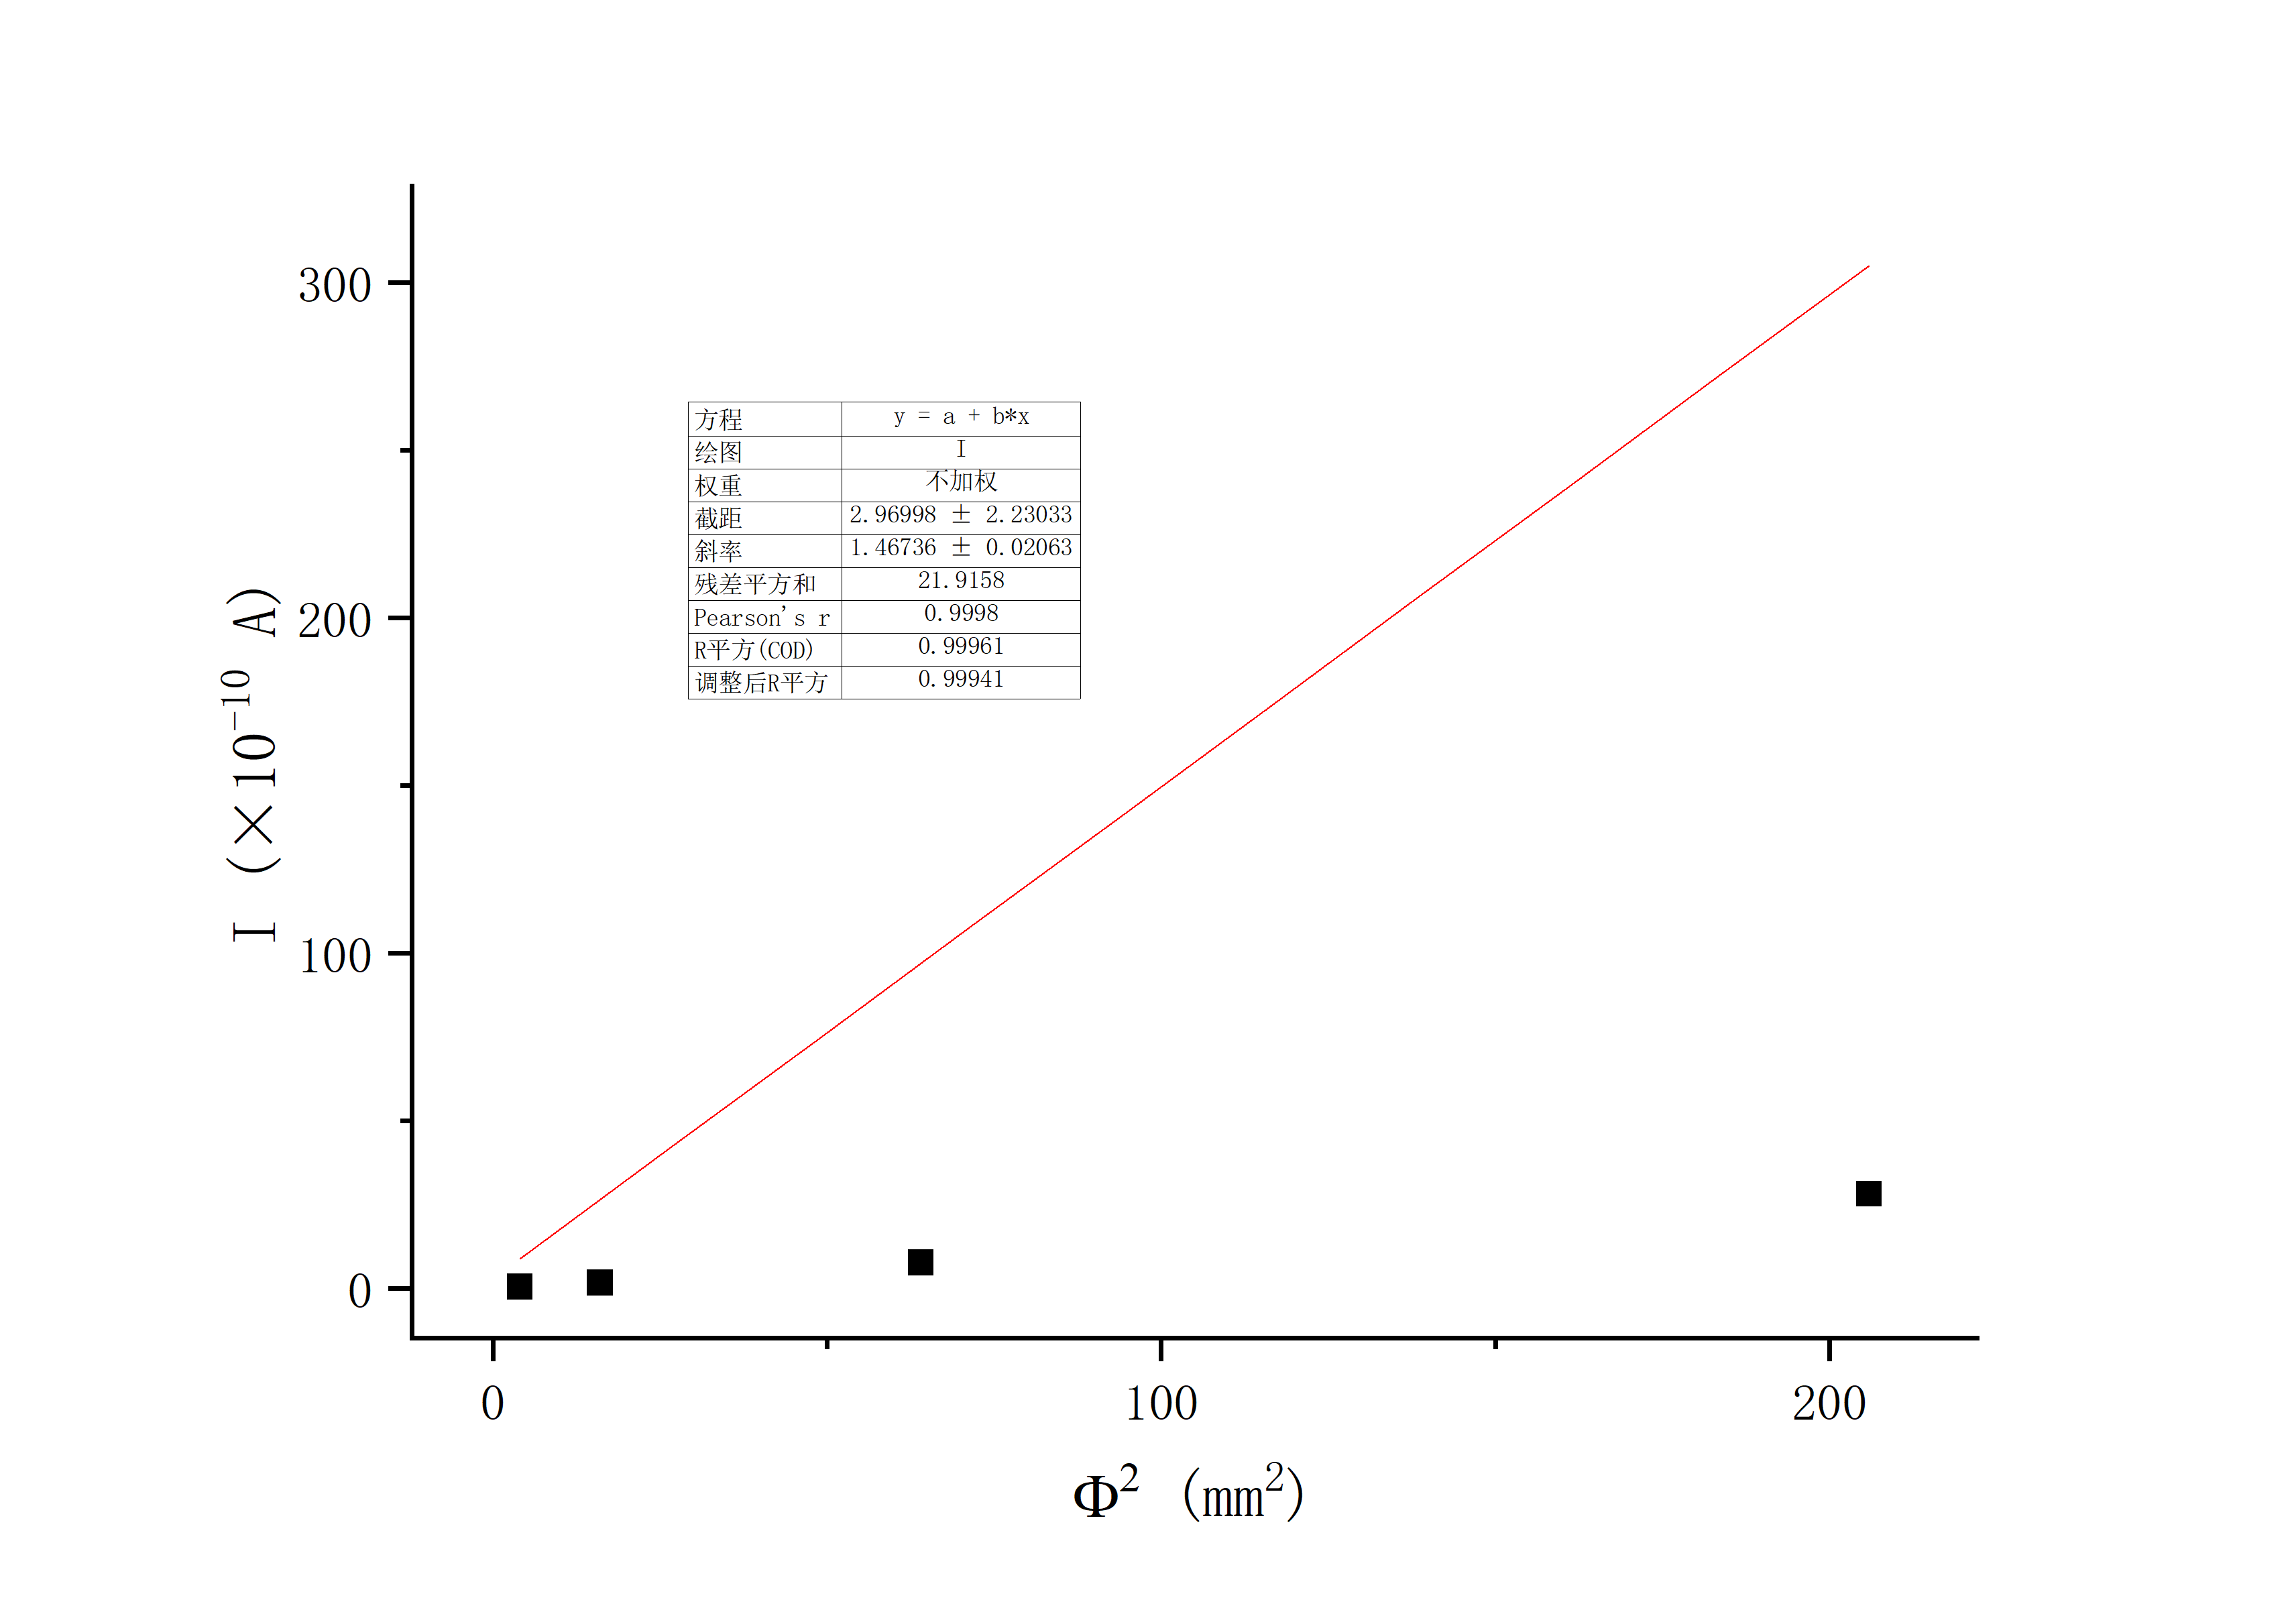 300
200
100
0
I (×10⁻¹⁰ A)
方程 y = a + b*x
绘图 I
权重 不加权
截距 2.96998 ± 2.23033
斜率 1.46736 ± 0.02063
残差平方和 21.9158
Pearson's r 0.9998
R平方(COD) 0.99961
调整后R平方 0.99941
0 100 200
Φ² (mm²)